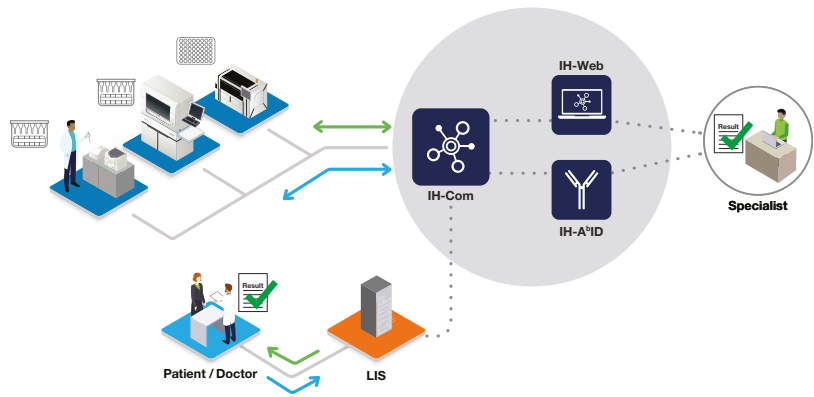 IH-Web
Result
IH-Com
Specialist
IH-AᵇID
Result
Patient / Doctor
LIS